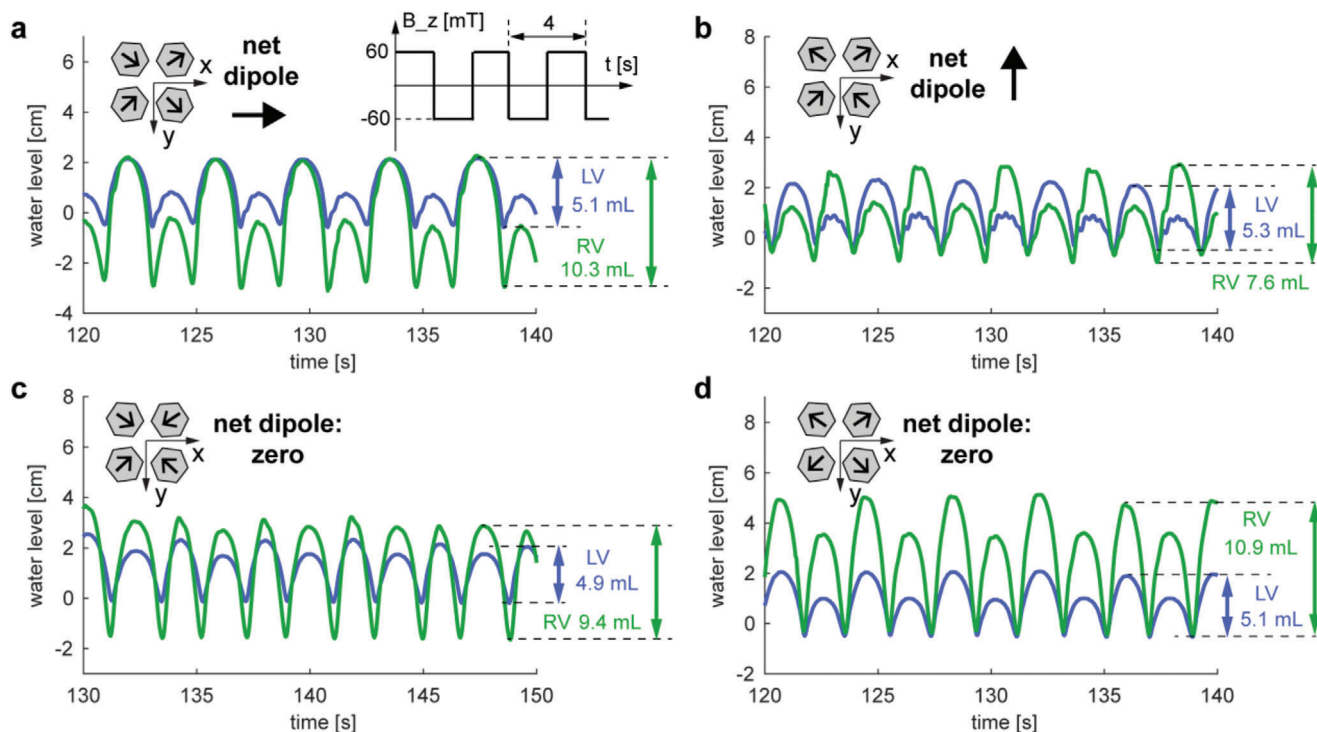 a
net
dipole
x
y
B_z [mT]
4
60
-60
t [s]
water level [cm]
6
4
2
0
-2
-4
120
125
130
135
140
time [s]
LV
5.1 mL
RV
10.3 mL
b
net
dipole
x
y
water level [cm]
8
6
4
2
0
-2
120
125
130
135
140
time [s]
LV
5.3 mL
RV 7.6 mL
c
net dipole:
zero
x
y
water level [cm]
8
6
4
2
0
-2
130
135
140
145
150
time [s]
LV
4.9 mL
RV 9.4 mL
d
net dipole:
zero
x
y
water level [cm]
8
6
4
2
0
-2
120
125
130
135
140
time [s]
RV
10.9 mL
LV
5.1 mL